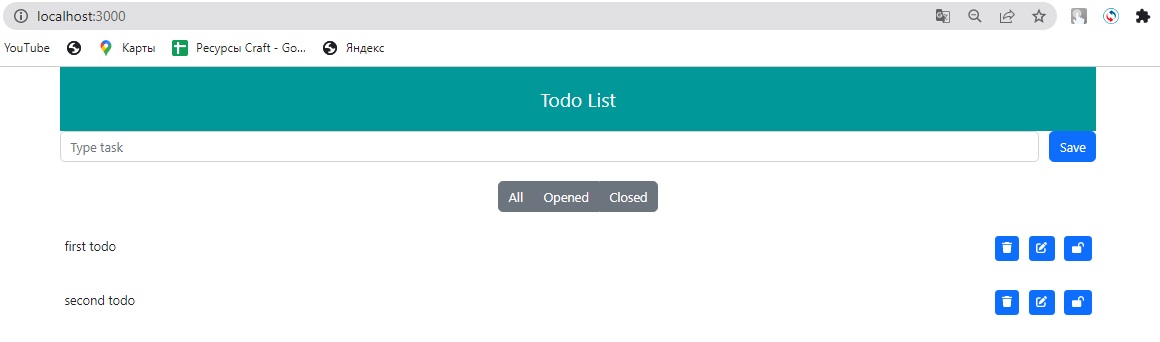 localhost:3000
YouTube Карты Ресурсы Craft - Go... Яндекс
Todo List
Type task Save
All Opened Closed
first todo
second todo